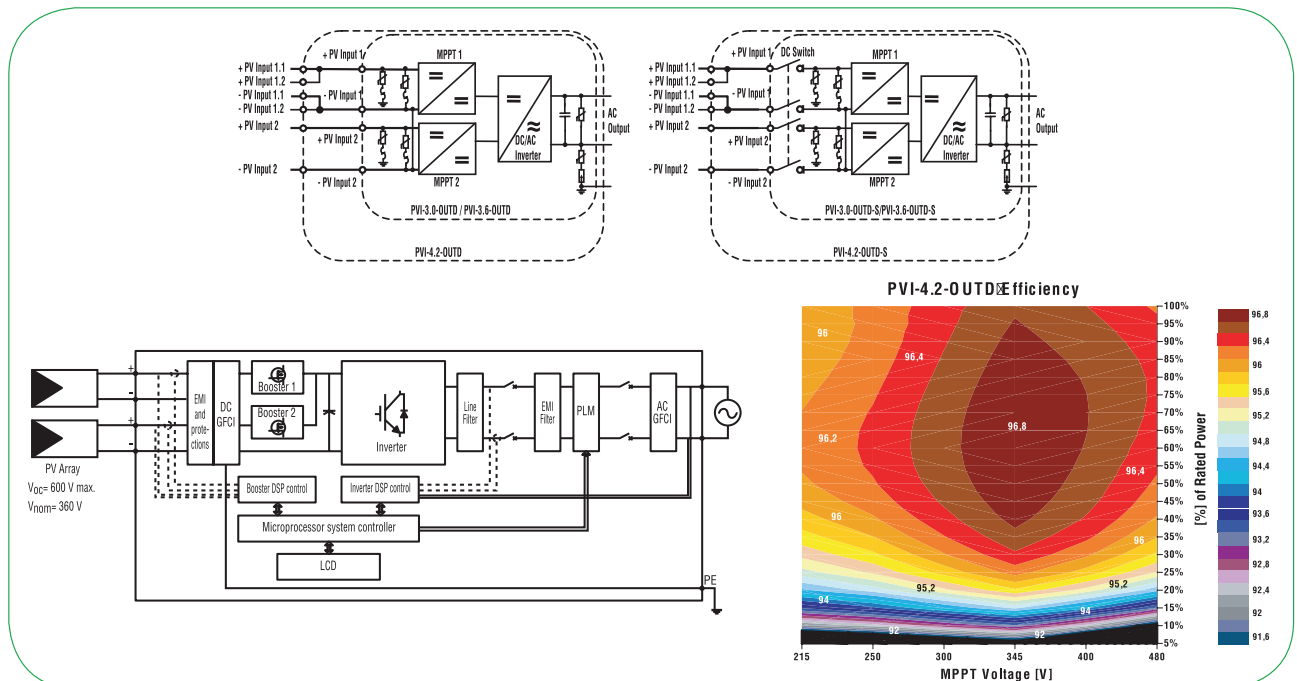 + PV Input 1
MPPT 1
+ PV Input 1.1
+ PV Input 1.2
- PV Input 1.1
- PV Input 1
- PV Input 1.2
+ PV Input 2
+ PV Input 2
DC/AC
Inverter
AC
Output
- PV Input 2
- PV Input 2
MPPT 2
PVI-3.0-OUTD / PVI-3.6-OUTD
PVI-4.2-OUTD
+ PV Input 1
DC Switch
MPPT 1
+ PV Input 1.1
+ PV Input 1.2
- PV Input 1.1
- PV Input 1
- PV Input 1.2
+ PV Input 2
+ PV Input 2
DC/AC
Inverter
AC
Output
- PV Input 2
- PV Input 2
MPPT 2
PVI-3.0-OUTD-S/PVI-3.6-OUTD-S
PVI-4.2-OUTD-S
+
-
+
-
PV Array
VOC= 600 V max.
Vnom= 360 V
EMI
and
prote-
ctions
DC
GFCI
Booster 1
Booster 2
Inverter
Line
Filter
EMI
Filter
PLM
AC
GFCI
Booster DSP control
Inverter DSP control
Microprocessor system controller
LCD
PE
PVI-4.2-OUTD Efficiency
96
96,4
96,2
96,8
96,4
96
96
95,2
95,2
94
94
92
92
100%
95%
90%
85%
80%
75%
70%
65%
60%
55%
50%
45%
40%
35%
30%
25%
20%
15%
10%
5%
[%] of Rated Power
215
250
300
345
400
480
MPPT Voltage [V]
96,8
96,4
96
95,6
95,2
94,8
94,4
94
93,6
93,2
92,8
92,4
92
91,6